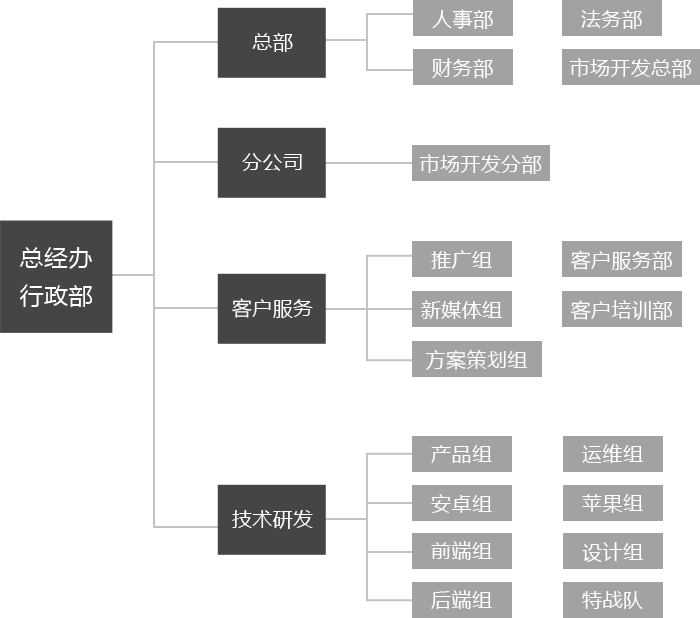 总经办
行政部
总部
人事部
法务部
财务部
市场开发总部
分公司
市场开发分部
客户服务
推广组
客户服务部
新媒体组
客户培训部
方案策划组
技术研发
产品组
运维组
安卓组
苹果组
前端组
设计组
后端组
特战队